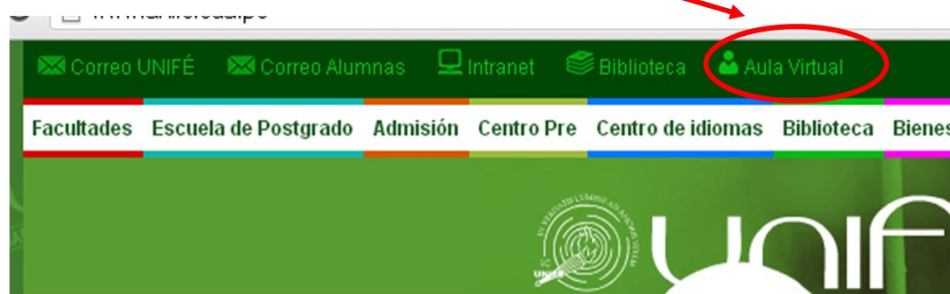 Correo UNIFÉ Correo Alumnas Intranet Biblioteca Aula Virtual
Facultades Escuela de Postgrado Admisión Centro Pre Centro de idiomas Biblioteca Bienes
UNIF